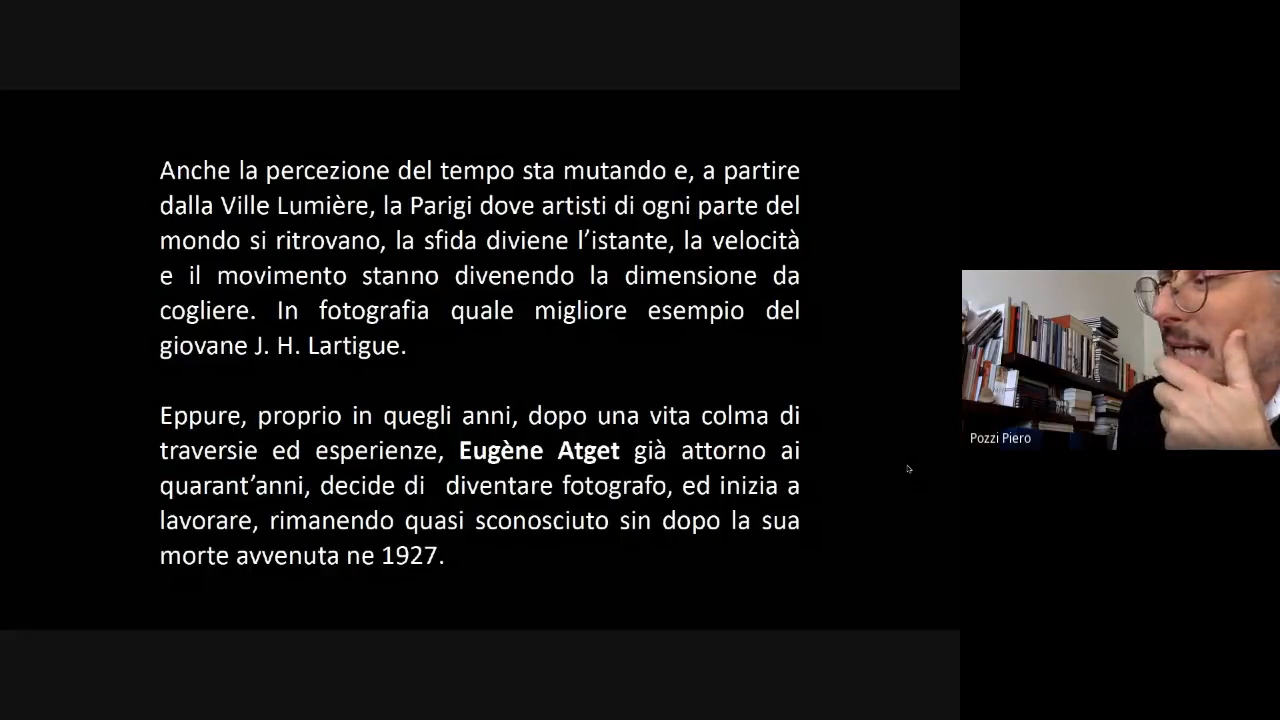 Anche la percezione del tempo sta mutando e, a partire
dalla Ville Lumière, la Parigi dove artisti di ogni parte del
mondo si ritrovano, la sfida diviene l’istante, la velocità
e il movimento stanno divenendo la dimensione da
cogliere. In fotografia quale migliore esempio del
giovane J. H. Lartigue.
Eppure, proprio in quegli anni, dopo una vita colma di
traversie ed esperienze, Eugène Atget già attorno ai
quarant’anni, decide di diventare fotografo, ed inizia a
lavorare, rimanendo quasi sconosciuto sin dopo la sua
morte avvenuta ne 1927.
Pozzi Piero